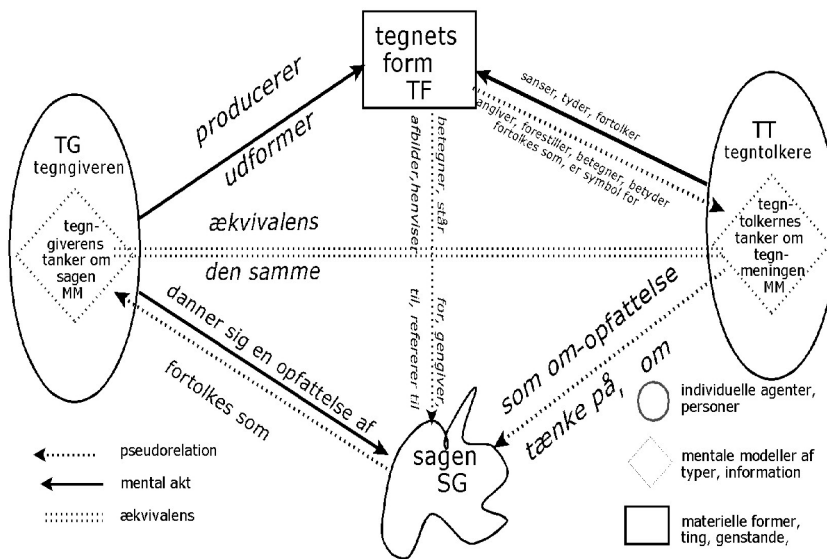 tegnets
form
TF
producerer
udformer
sanser, tyder, fortolker
angiver, forestiller, betegner, betyder
fortolkes som, er symbol for
TG
tegngiveren
tegn-
giverens
tanker om
sagen
MM
TT
tegntolkere
tegn-
tolkernes
tanker om
tegn-
meningen
MM
betegner, står
for, gengiver,
afbilder,henviser
til, refererer til
ækvivalens
den samme
danner sig en opfattelse af
fortolkes som
som om-opfattelse
tænke på, om
sagen
SG
pseudorelation
mental akt
ækvivalens
individuelle agenter,
personer
mentale modeller af
typer, information
materielle former,
ting, genstande,